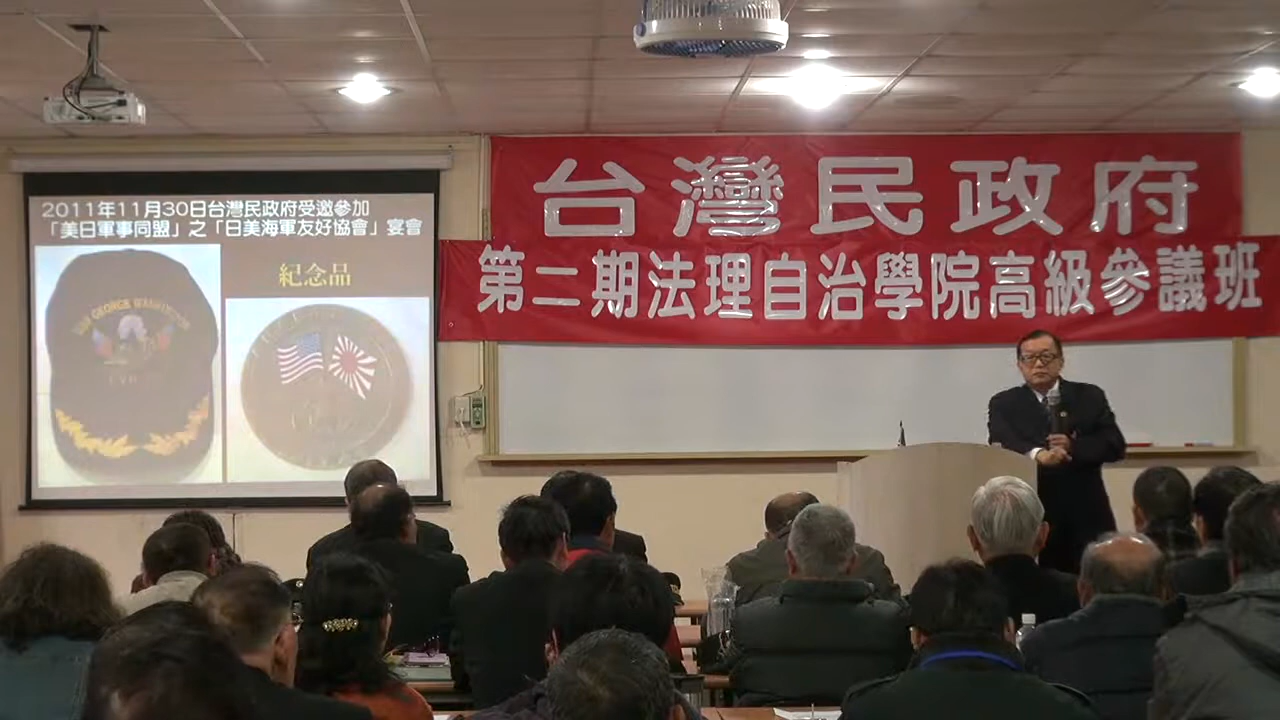 2011年11月30日台灣民政府受邀參加
「美日軍事同盟」之「日美海軍友好協會」宴會
紀念品
台灣民政府
第二期法理自治學院高級參議班